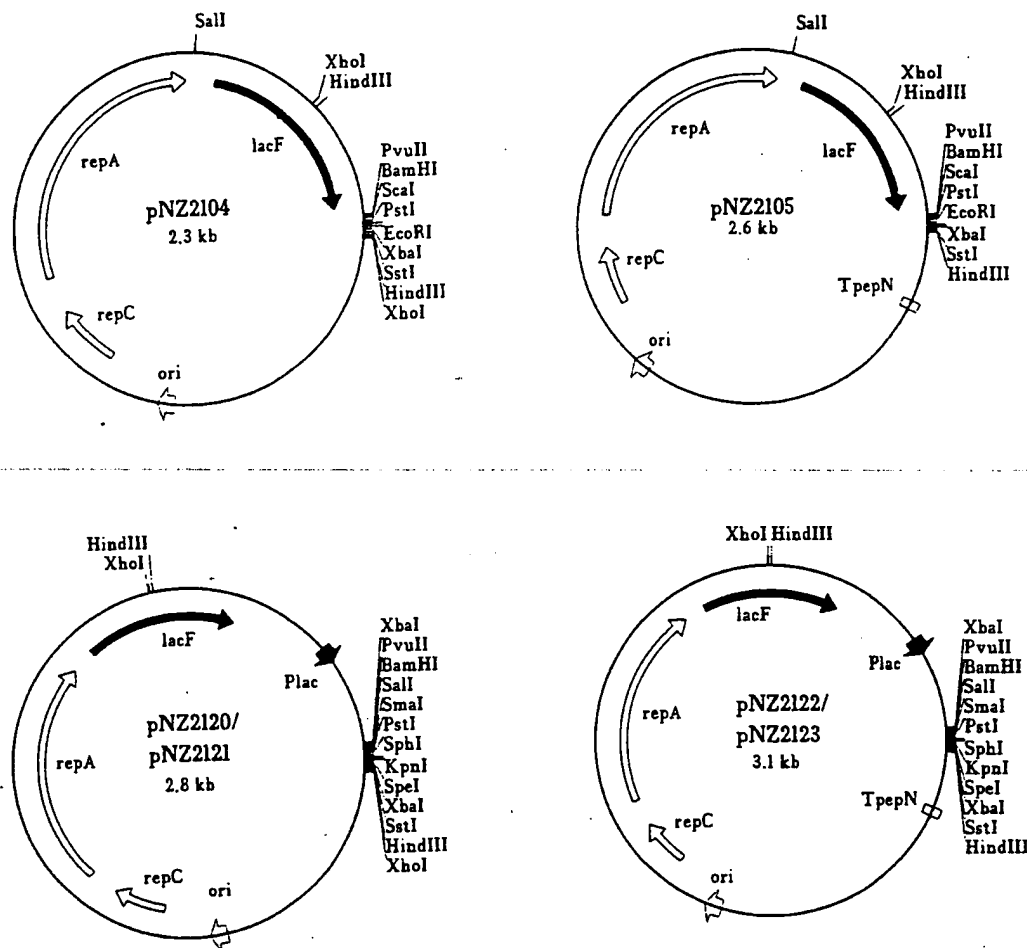 SalI
XhoI
HindIII
repA
lacF
PvuII
BamHI
ScaI
PstI
EcoRI
XbaI
SstI
HindIII
XhoI
pNZ2104
2.3 kb
repC
ori
SalI
XhoI
HindIII
repA
lacF
PvuII
BamHI
ScaI
PstI
EcoRI
XbaI
SstI
HindIII
pNZ2105
2.6 kb
repC
TpepN
ori
HindIII
XhoI
lacF
Plac
XbaI
PvuII
BamHI
SalI
SmaI
PstI
SphI
KpnI
SpeI
XbaI
SstI
HindIII
XhoI
pNZ2120/
pNZ2121
2.8 kb
repA
repC
ori
XhoI HindIII
lacF
Plac
XbaI
PvuII
BamHI
SalI
SmaI
PstI
SphI
KpnI
SpeI
XbaI
SstI
HindIII
repA
pNZ2122/
pNZ2123
3.1 kb
TpepN
repC
ori